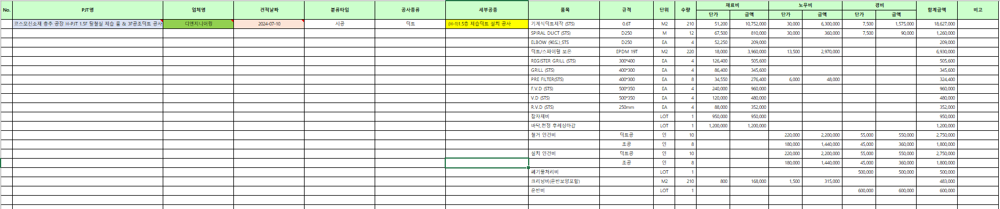 No. PJT명 업체명 견적날짜 분류타입 공사종류 세부공종 품목 규격 단위 수량 재료비 노무비 경비 합계금액 비고
단가 금액 단가 금액 단가 금액
코스모신소재 충주 공장 H-PJT 1.5F 탈철실 제습 룸 & 3F공조덕트 공사 디엔지니어링 2024-07-10 시공 덕트 (H-1)1.5층 제습덕트 설치 공사 기계식덕트제작 (STS) 0.6T M2 210 51,200 10,752,000 30,000 6,300,000 7,500 1,575,000 18,627,000
SPIRAL DUCT (STS) D250 M 12 67,500 810,000 30,000 360,000 7,500 90,000 1,260,000
ELBOW (90도)_STS D250 EA 4 52,250 209,000 209,000
덕트/스파이럴 보온 EPDM 19T M2 220 18,000 3,960,000 13,500 2,970,000 6,930,000
REGISTER GRILL (STS) 300*400 EA 4 126,400 505,600 505,600
GRILL (STS) 400*300 EA 4 86,400 345,600 345,600
PRE FILTER(STS) 400*300 EA 8 34,550 276,400 6,000 48,000 324,400
F.V.D (STS) 500*350 EA 4 240,000 960,000 960,000
V.D (STS) 500*350 EA 4 120,000 480,000 480,000
R.V.D (STS) 250mm EA 4 88,000 352,000 352,000
잡자재비 LOT 1 950,000 950,000 950,000
바닥,천정 후레싱마감 LOT 1 1,200,000 1,200,000 1,200,000
철거 인건비 덕트공 인 10 220,000 2,200,000 55,000 550,000 2,750,000
조공 인 8 180,000 1,440,000 45,000 360,000 1,800,000
설치 인건비 덕트공 인 10 220,000 2,200,000 55,000 550,000 2,750,000
조공 인 8 180,000 1,440,000 45,000 360,000 1,800,000
폐기물처리비 LOT 1 500,000 500,000 500,000
크리닝비(운반보양포함) M2 210 800 168,000 1,500 315,000 483,000
운반비 LOT 1 600,000 600,000 600,000